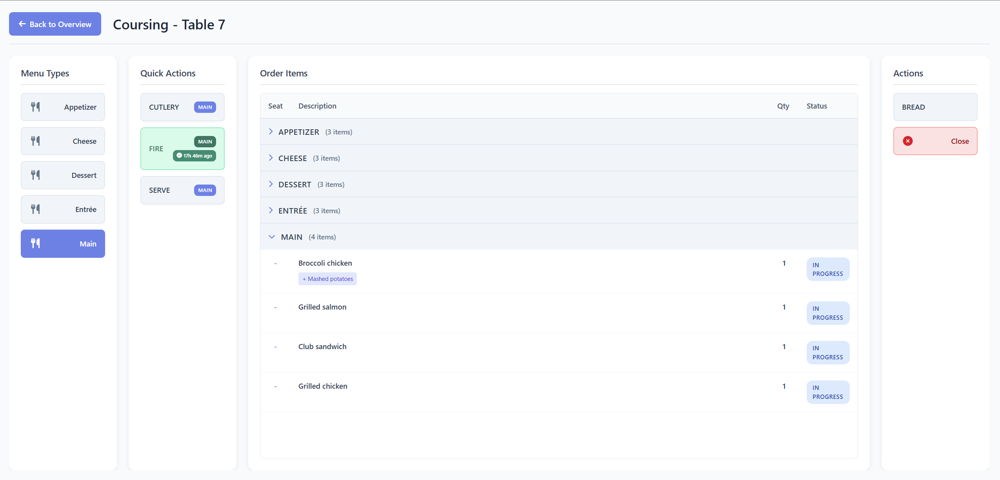 Back to Overview
Coursing - Table 7
Menu Types
Appetizer
Cheese
Dessert
Entrée
Main
Quick Actions
CUTLERY MAIN
FIRE MAIN
17h 46m ago
SERVE MAIN
Order Items
Seat Description Qty Status
APPETIZER (3 items)
CHEESE (3 items)
DESSERT (3 items)
ENTRÉE (3 items)
MAIN (4 items)
- Broccoli chicken 1 IN
PROGRESS
+ Mashed potatoes
- Grilled salmon 1 IN
PROGRESS
- Club sandwich 1 IN
PROGRESS
- Grilled chicken 1 IN
PROGRESS
Actions
BREAD
Close